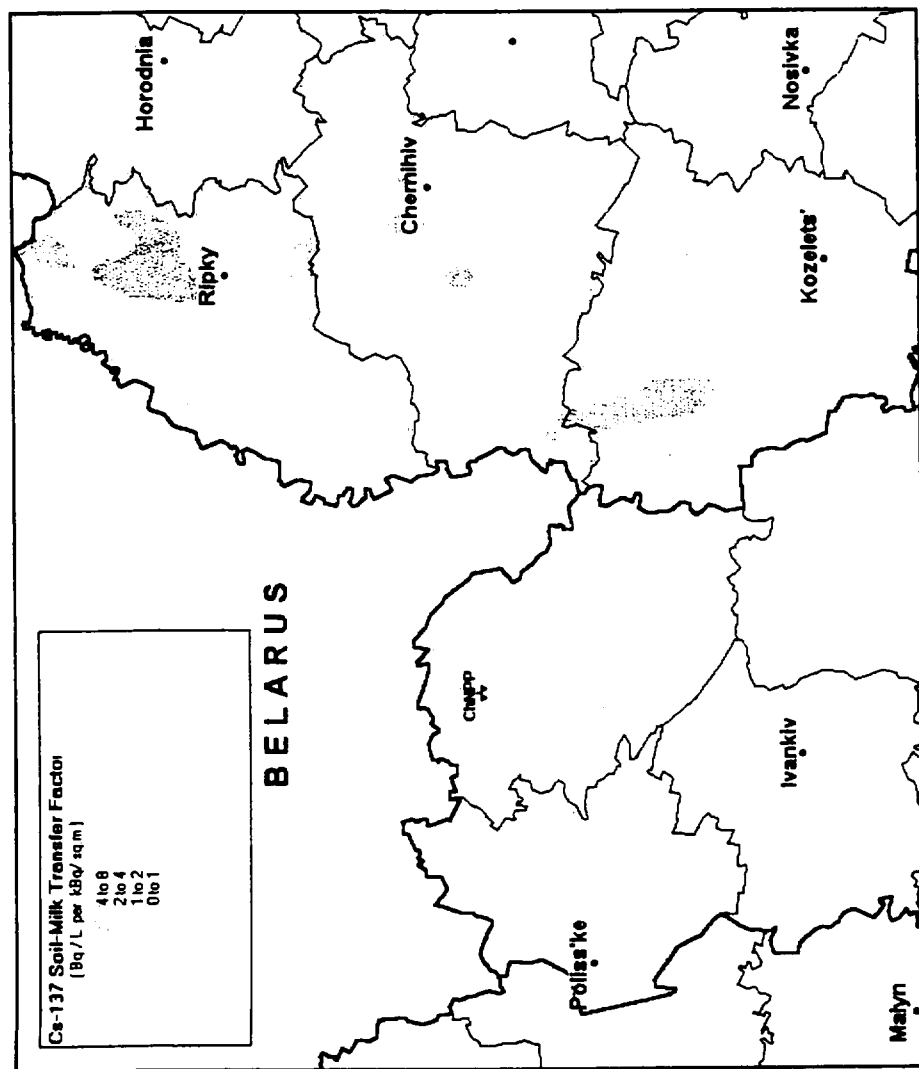 Cs-137 Soil-Milk Transfer Factor
(Bq / L per kBq / sq m)
4 to 8
2 to 4
1 to 2
0 to 1
BELARUS
Horodnia
Ripky
Chernihiv
Nosivka
Kozelets'
ChNPP
Poliss'ke
Ivankiv
Malyn